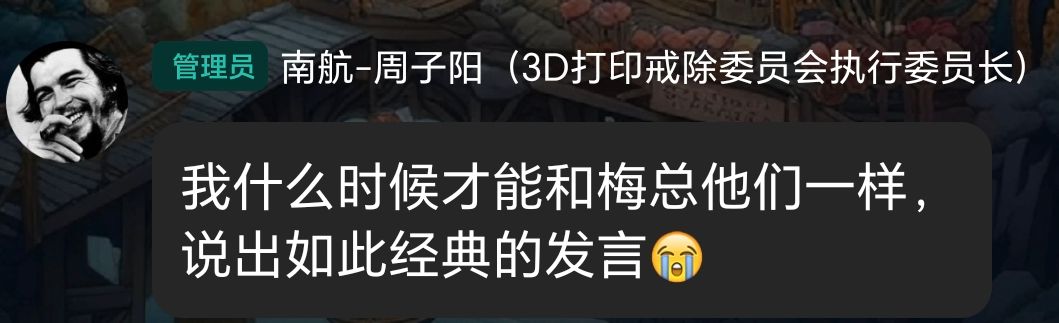 管理员 南航-周子阳（3D打印戒除委员会执行委员长）
我什么时候才能和梅总他们一样，
说出如此经典的发言😭